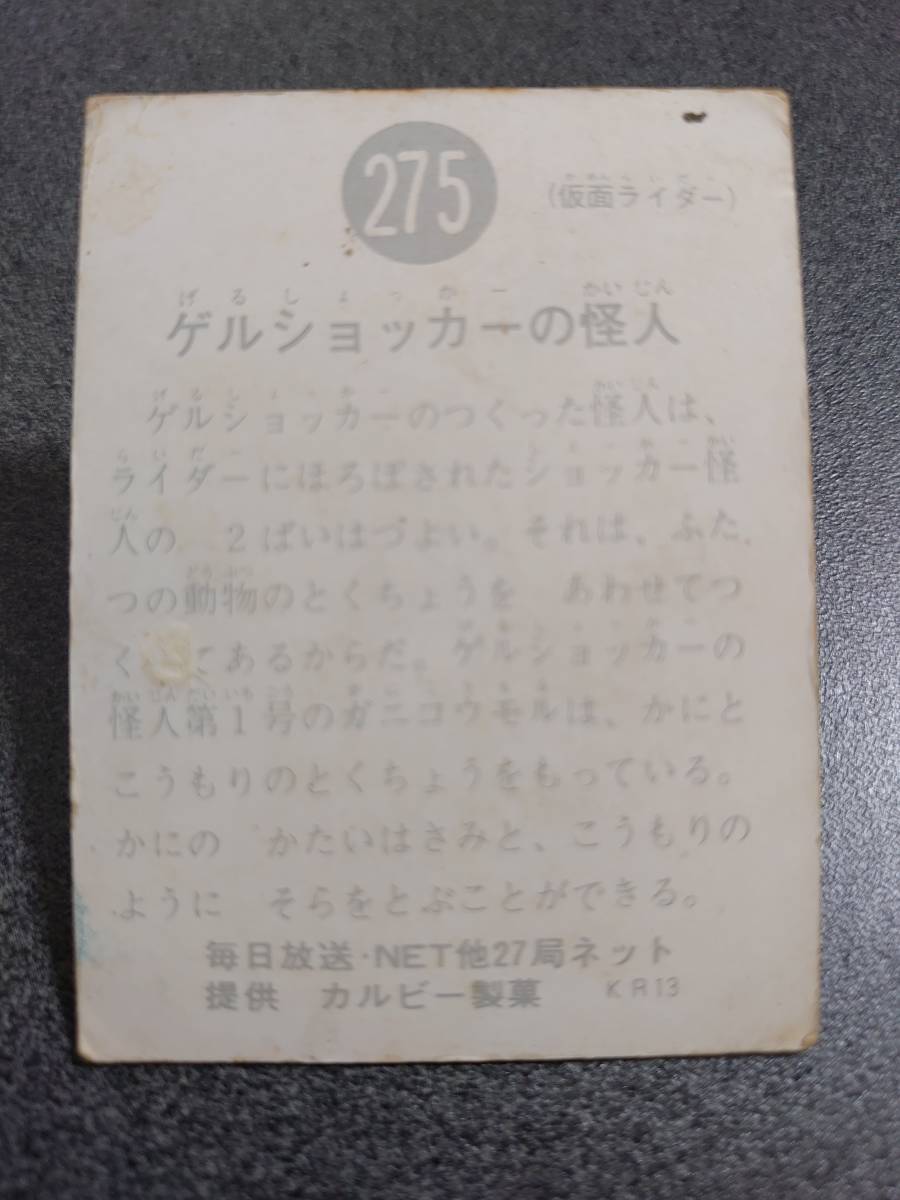 275
(仮面ライダー)
ゲルショッカーの怪人
ゲルショッカーのつくった怪人は、
ライダーにほろぼされたショッカー怪
人の 2ばいはづよい。それは、ふた
つの動物のとくちょうを あわせてつ
く てあるからだ。ゲルショッカーの
怪人第1号のガニコウモルは、かにと
こうもりのとくちょうをもっている。
かにの かたいはさみと、こうもりの
ように そらをとぶことができる。
毎日放送・NET他27局ネット
提供 カルビー製菓 KR13